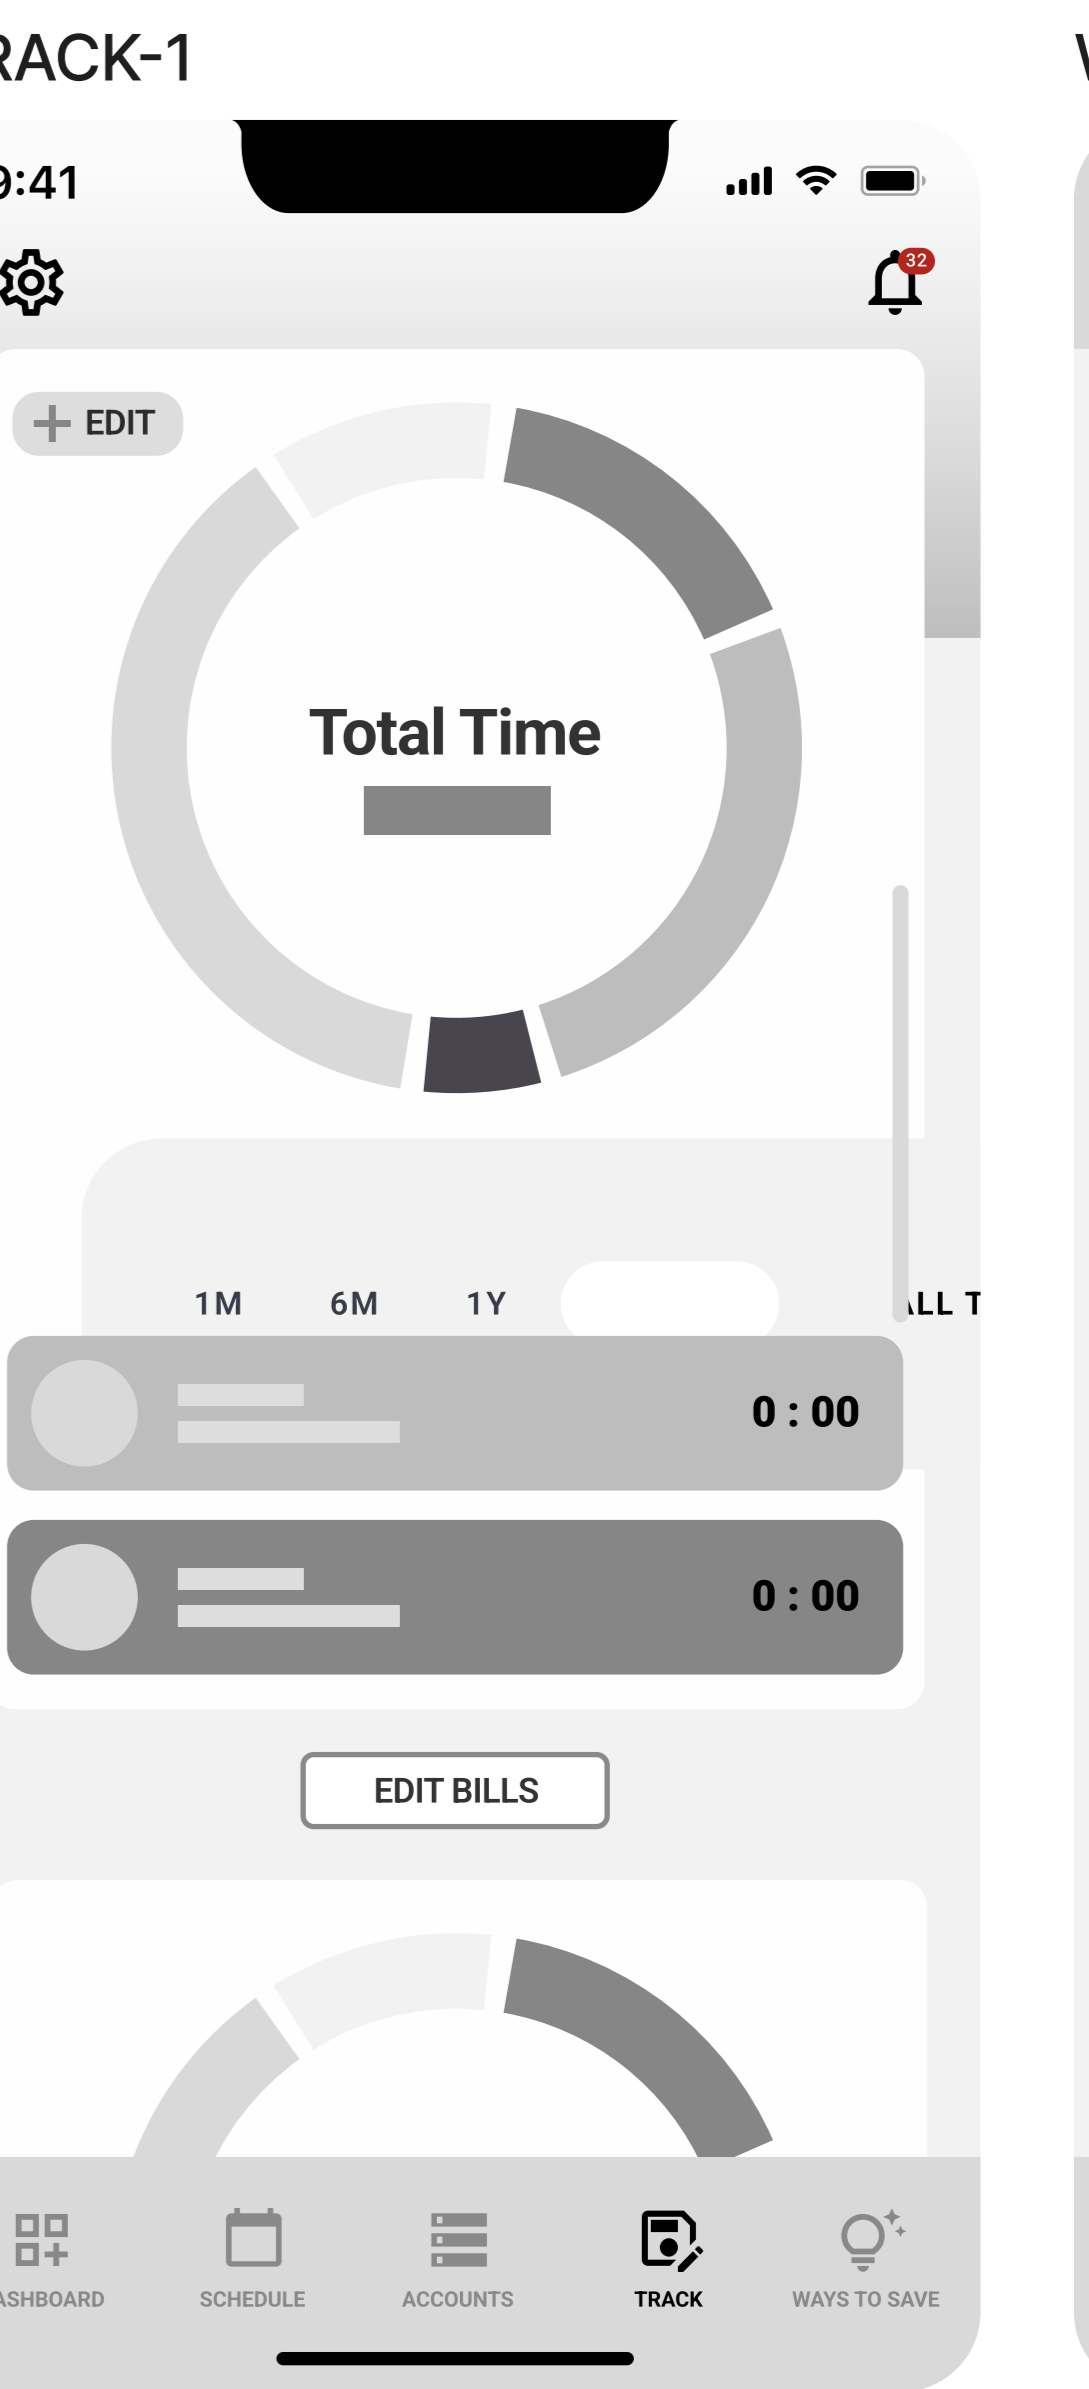 RACK-1
9:41
32
EDIT
Total Time
1M 6M 1Y ALL T
0 : 00
0 : 00
EDIT BILLS
ASHBOARD SCHEDULE ACCOUNTS TRACK WAYS TO SAVE